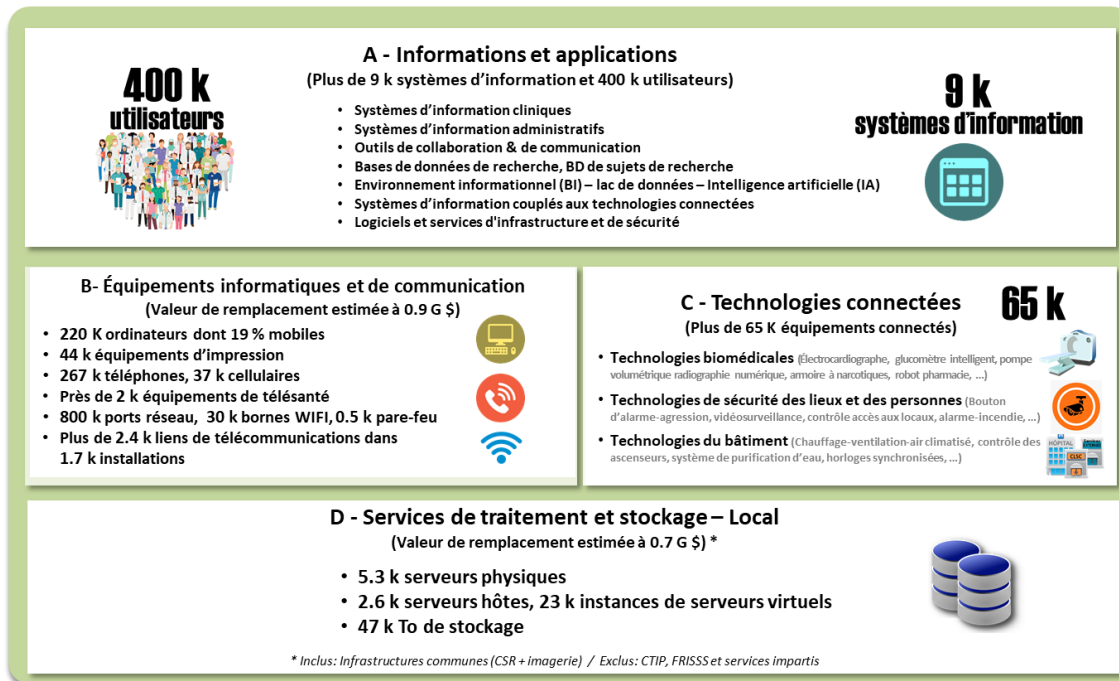 A - Informations et applications
(Plus de 9 k systèmes d'information et 400 k utilisateurs)
400 k
utilisateurs
• Systèmes d'information cliniques
• Systèmes d'information administratifs
• Outils de collaboration & de communication
• Bases de données de recherche, BD de sujets de recherche
• Environnement informationnel (BI) – lac de données – Intelligence artificielle (IA)
• Systèmes d'information couplés aux technologies connectées
• Logiciels et services d'infrastructure et de sécurité
9 k
systèmes d'information
B- Équipements informatiques et de communication
(Valeur de remplacement estimée à 0.9 G $)
• 220 K ordinateurs dont 19 % mobiles
• 44 k équipements d'impression
• 267 k téléphones, 37 k cellulaires
• Près de 2 k équipements de télésanté
• 800 k ports réseau, 30 k bornes WIFI, 0.5 k pare-feu
• Plus de 2.4 k liens de télécommunications dans
1.7 k installations
C - Technologies connectées
65 k
(Plus de 65 K équipements connectés)
• Technologies biomédicales (Électrocardiographe, glucomètre intelligent, pompe
volumétrique radiographie numérique, armoire à narcotiques, robot pharmacie, ...)
• Technologies de sécurité des lieux et des personnes (Bouton
d'alarme-agression, vidéosurveillance, contrôle accès aux locaux, alarme-incendie, ...)
• Technologies du bâtiment (Chauffage-ventilation-air climatisé, contrôle des
ascenseurs, système de purification d'eau, horloges synchronisées, ...)
HÔPITAL
CLSC
D - Services de traitement et stockage – Local
(Valeur de remplacement estimée à 0.7 G $) *
• 5.3 k serveurs physiques
• 2.6 k serveurs hôtes, 23 k instances de serveurs virtuels
• 47 k To de stockage
* Inclus: Infrastructures communes (CSR + imagerie) / Exclus: CTIP, FRISSS et services impartis